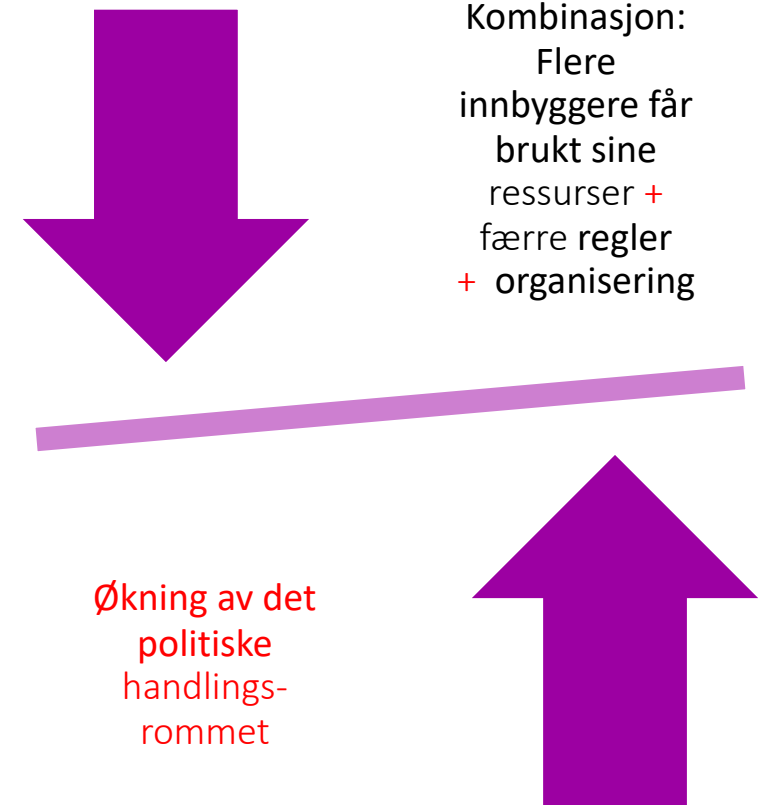 Kombinasjon:
Flere
innbyggere får
brukt sine
ressurser +
færre regler
+ organisering
Økning av det
politiske
handlings-
rommet